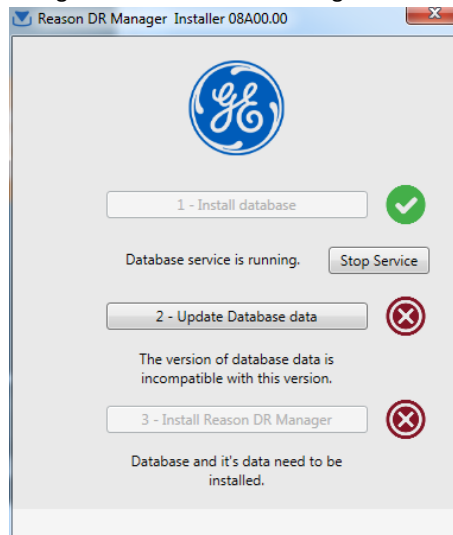 Reason DR Manager Installer 08A00.00
GE
1 - Install database
Database service is running.
Stop Service
2 - Update Database data
The version of database data is
incompatible with this version.
3 - Install Reason DR Manager
Database and it's data need to be
installed.